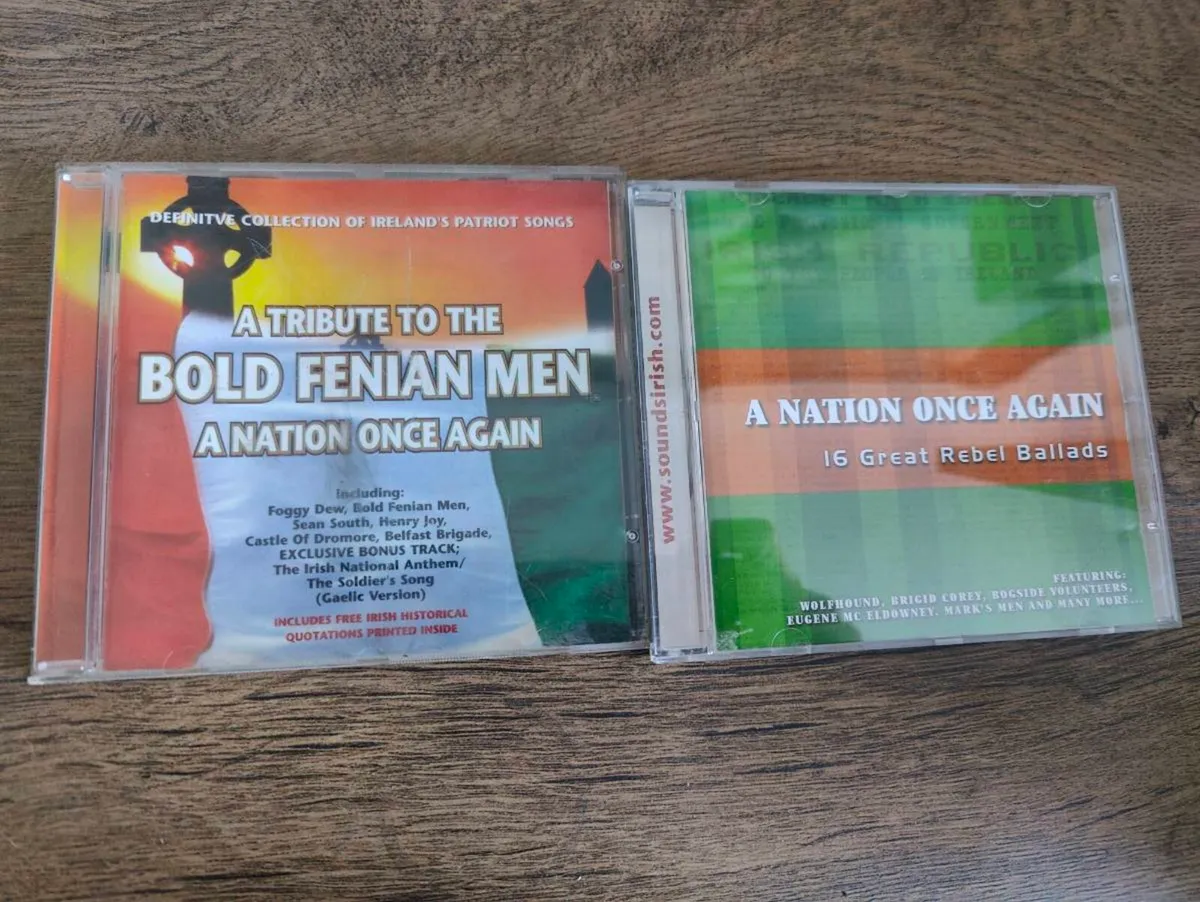 DEFINITVE COLLECTION OF IRELAND'S PATRIOT SONGS
A TRIBUTE TO THE
BOLD FENIAN MEN
A NATION ONCE AGAIN
Including:
Foggy Dew, Bold Fenian Men,
Sean South, Henry Joy,
Castle Of Dromore, Belfast Brigade,
EXCLUSIVE BONUS TRACK;
The Irish National Anthem/
The Soldier's Song
(Gaelic Version)
INCLUDES FREE IRISH HISTORICAL
QUOTATIONS PRINTED INSIDE
www.soundsirish.com
IRISH REPUBLIC
A NATION ONCE AGAIN
16 Great Rebel Ballads
FEATURING:
WOLFHOUND, BRIGID COREY, BOGSIDE VOLUNTEERS,
EUGENE MC ELDOWNEY, MARK'S MEN AND MANY MORE...